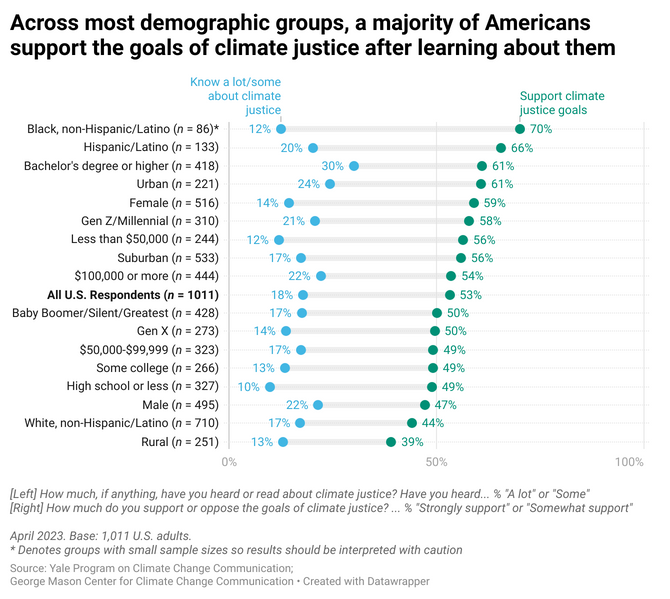 Across most demographic groups, a majority of Americans
support the goals of climate justice after learning about them
Know a lot/some
about climate
justice
Support climate
justice goals
Black, non-Hispanic/Latino (n = 86)* 12% 70%
Hispanic/Latino (n = 133) 20% 66%
Bachelor's degree or higher (n = 418) 30% 61%
Urban (n = 221) 24% 61%
Female (n = 516) 14% 59%
Gen Z/Millennial (n = 310) 21% 58%
Less than $50,000 (n = 244) 12% 56%
Suburban (n = 533) 17% 56%
$100,000 or more (n = 444) 22% 54%
All U.S. Respondents (n = 1011) 18% 53%
Baby Boomer/Silent/Greatest (n = 428) 17% 50%
Gen X (n = 273) 14% 50%
$50,000-$99,999 (n = 323) 17% 49%
Some college (n = 266) 13% 49%
High school or less (n = 327) 10% 49%
Male (n = 495) 22% 47%
White, non-Hispanic/Latino (n = 710) 17% 44%
Rural (n = 251) 13% 39%
0% 50% 100%
[Left] How much, if anything, have you heard or read about climate justice? Have you heard... % "A lot" or "Some"
[Right] How much do you support or oppose the goals of climate justice? ... % "Strongly support" or "Somewhat support"
April 2023. Base: 1,011 U.S. adults.
* Denotes groups with small sample sizes so results should be interpreted with caution
Source: Yale Program on Climate Change Communication;
George Mason Center for Climate Change Communication • Created with Datawrapper